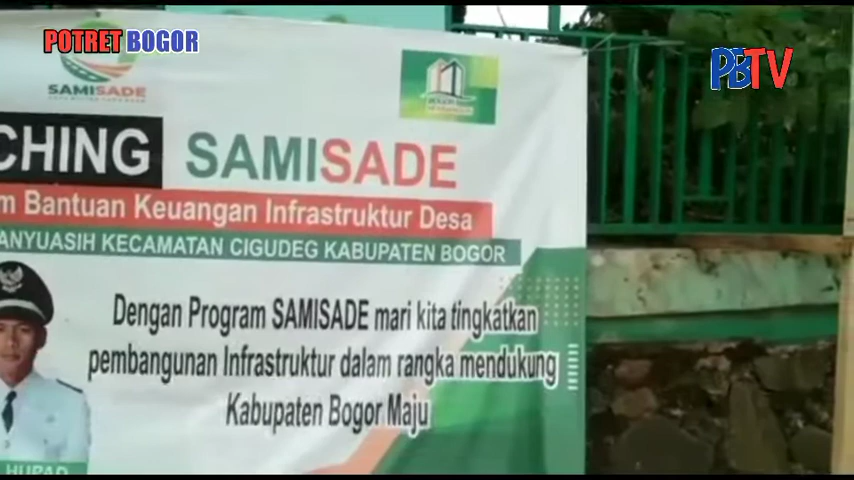 POTRET BOGOR
PBTV
SAMISADE
CHING SAMISADE
m Bantuan Keuangan Infrastruktur Desa
ANYUASIH KECAMATAN CIGUDEG KABUPATEN BOGOR
Dengan Program SAMISADE mari kita tingkatkan
pembangunan Infrastruktur dalam rangka mendukung
Kabupaten Bogor Maju
HUPAD